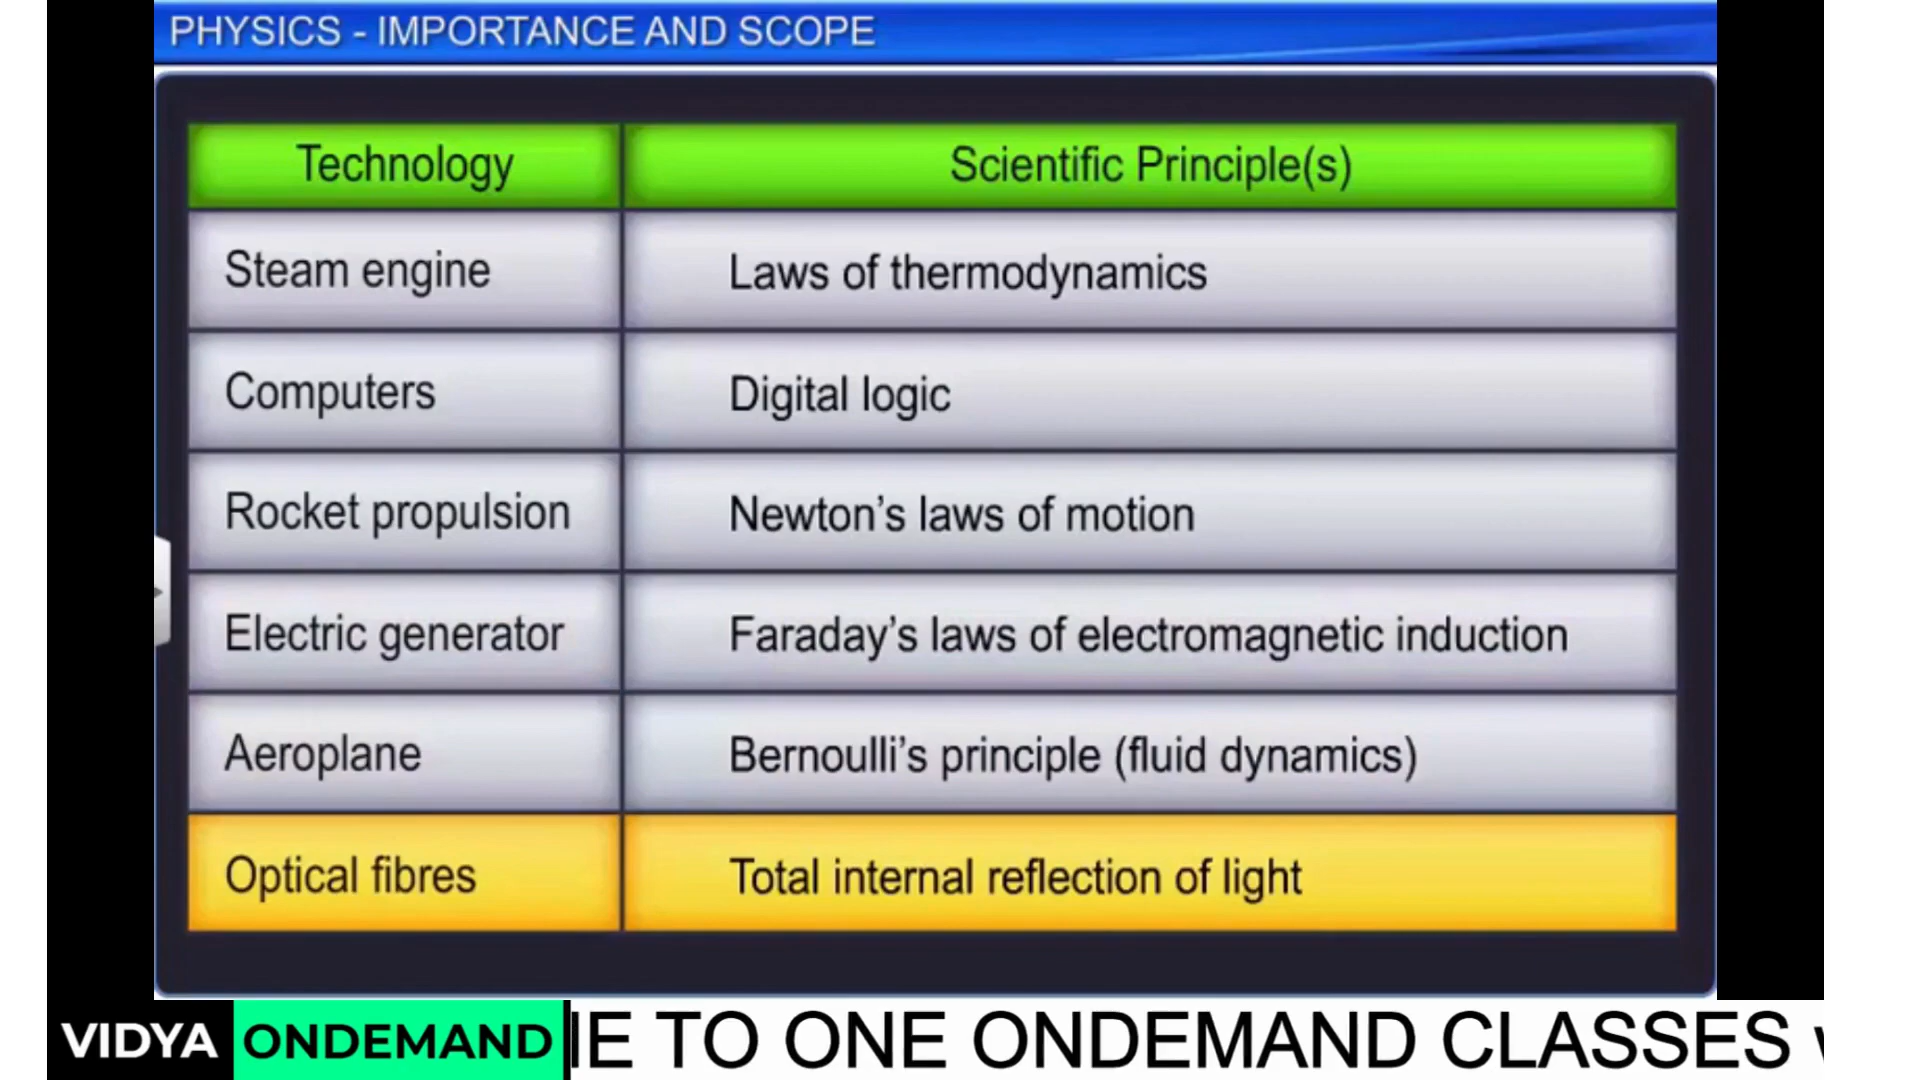 PHYSICS - IMPORTANCE AND SCOPE
Technology Scientific Principle(s)
Steam engine Laws of thermodynamics
Computers Digital logic
Rocket propulsion Newton’s laws of motion
Electric generator Faraday’s laws of electromagnetic induction
Aeroplane Bernoulli’s principle (fluid dynamics)
Optical fibres Total internal reflection of light
VIDYA ONDEMAND TO ONE ONDEMAND CLASSES